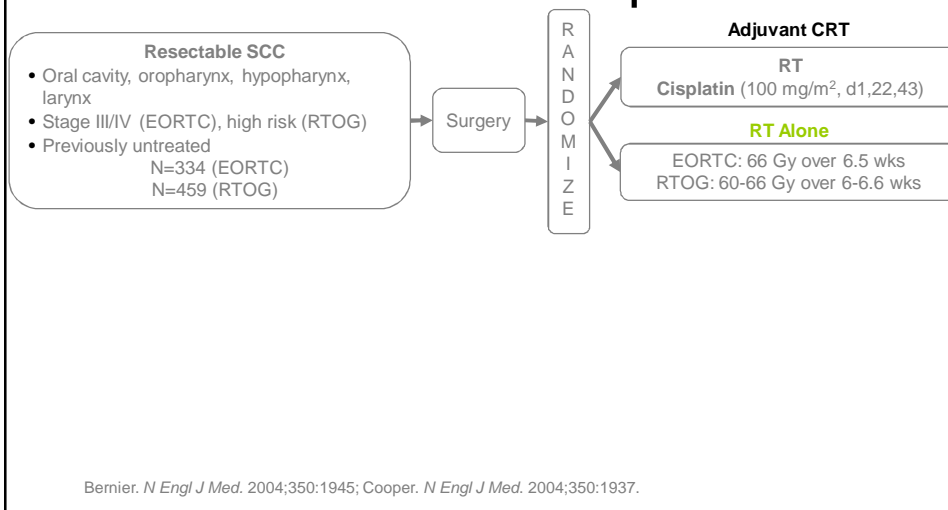 Resectable SCC
• Oral cavity, oropharynx, hypopharynx,
larynx
• Stage III/IV (EORTC), high risk (RTOG)
• Previously untreated
N=334 (EORTC)
N=459 (RTOG)
Surgery
R
A
N
D
O
M
I
Z
E
Adjuvant CRT
RT
Cisplatin (100 mg/m², d1,22,43)
RT Alone
EORTC: 66 Gy over 6.5 wks
RTOG: 60-66 Gy over 6-6.6 wks
Bernier. N Engl J Med. 2004;350:1945; Cooper. N Engl J Med. 2004;350:1937.